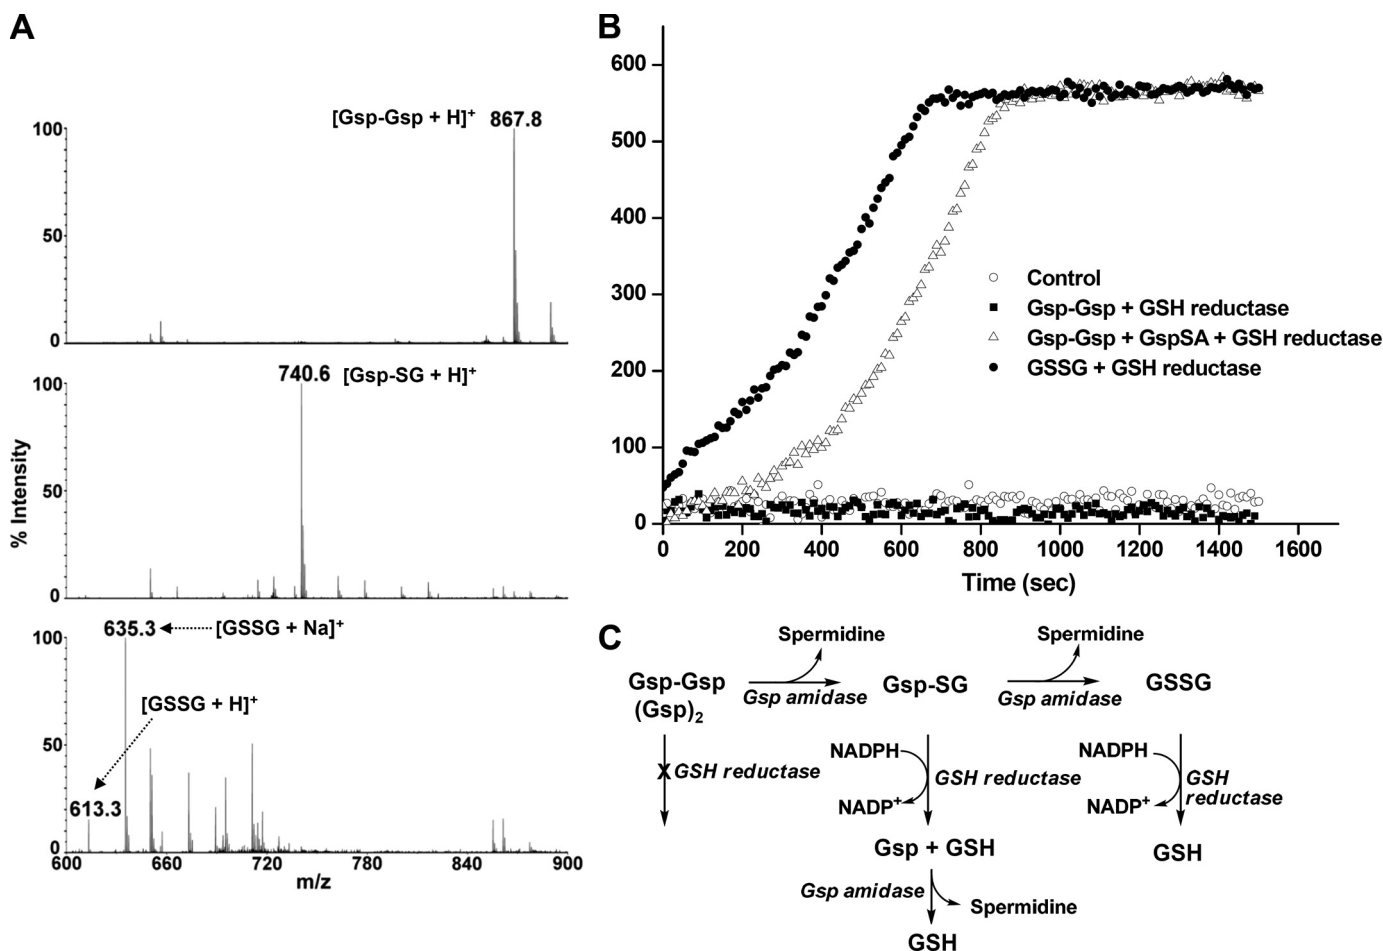 A
[Gsp-Gsp + H]+ 867.8
100
50
0
740.6 [Gsp-SG + H]+
100
50
0
% Intensity
635.3 [GSSG + Na]+
100
[GSSG + H]+
50
613.3
0
600 660 720 780 840 900
m/z
B
600
500
400
300
200
100
0
Control
Gsp-Gsp + GSH reductase
Gsp-Gsp + GspSA + GSH reductase
GSSG + GSH reductase
0 200 400 600 800 1000 1200 1400 1600
Time (sec)
C
Spermidine Spermidine
Gsp-Gsp Gsp-SG GSSG
(Gsp)2 Gsp amidase Gsp amidase
NADPH NADPH
X GSH reductase GSH reductase GSH
reductase
NADP+ NADP+
Gsp + GSH GSH
Gsp amidase
Spermidine
GSH